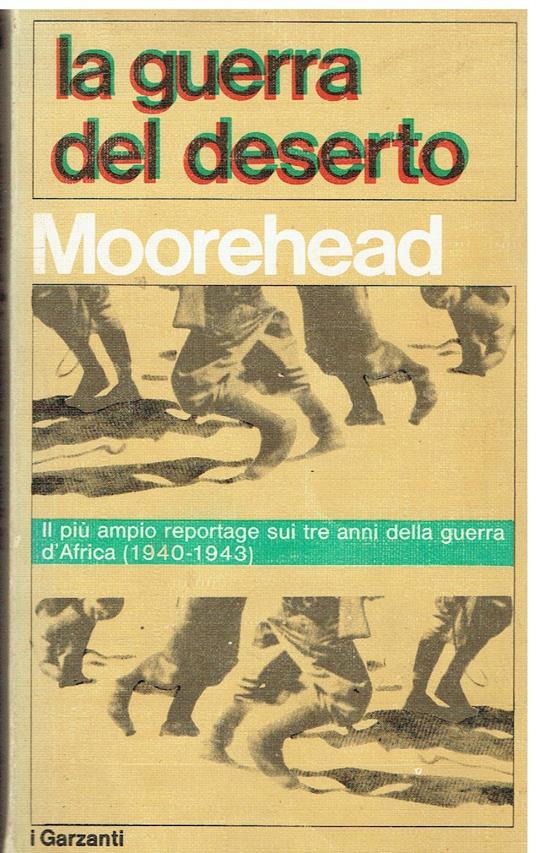 la guerra
del deserto
Moorehead
Il più ampio reportage sui tre anni della guerra
d'Africa (1940-1943)
i Garzanti